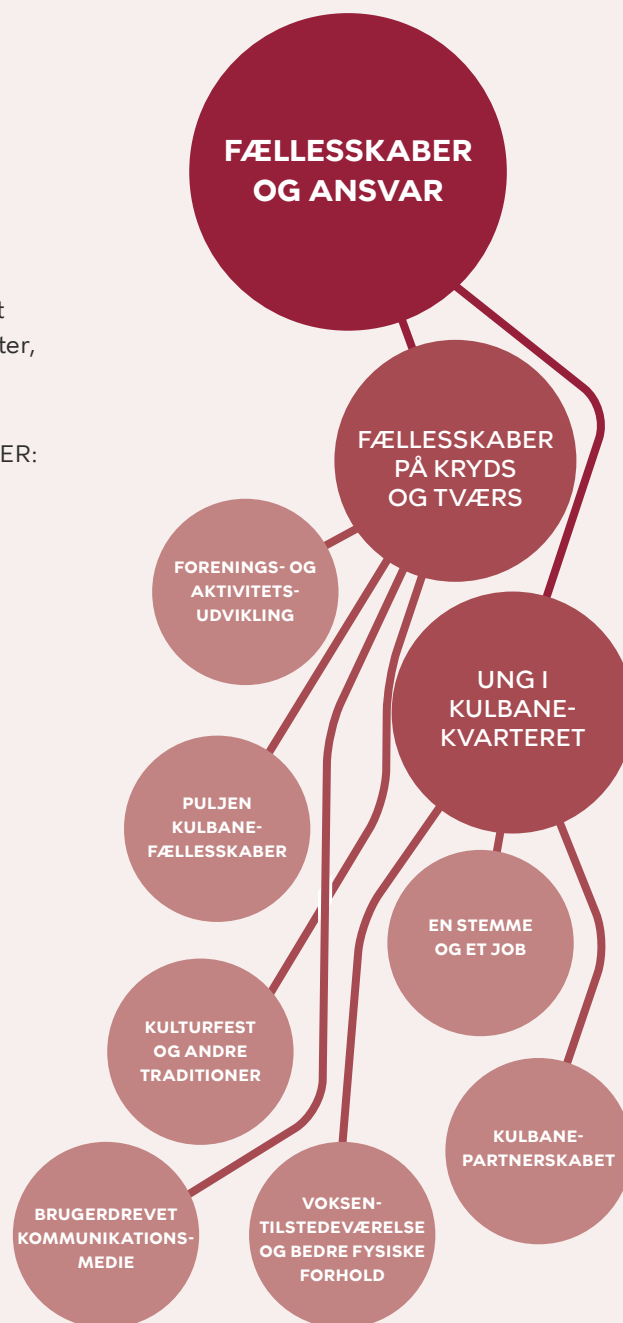 FÆLLESSKABER
OG ANSVAR
t
ter,
ER:
FÆLLESSKABER
PÅ KRYDS
OG TVÆRS
FORENINGS- OG
AKTIVITETS-
UDVIKLING
UNG I
KULBANE-
KVARTERET
PULJEN
KULBANE-
FÆLLESSKABER
EN STEMME
OG ET JOB
KULTURFEST
OG ANDRE
TRADITIONER
KULBANE-
PARTNERSKABET
BRUGERDREVET
KOMMUNIKATIONS-
MEDIE
VOKSEN-
TILSTEDEVÆRELSE
OG BEDRE FYSISKE
FORHOLD